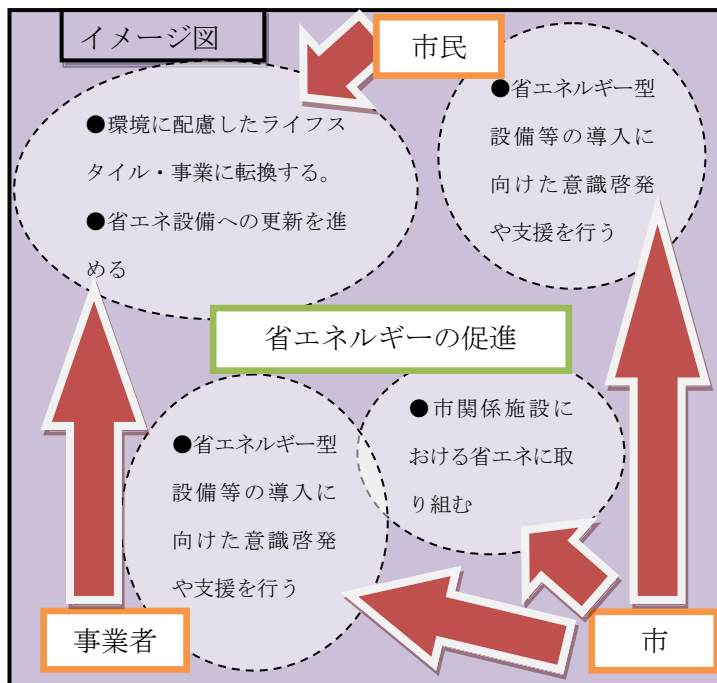 イメージ図
市民
●環境に配慮したライフス
タイル・事業に転換する。
●省エネ設備への更新を進
める
●省エネルギー型
設備等の導入に
向けた意識啓発
や支援を行う
省エネルギーの促進
●省エネルギー型
設備等の導入に
向けた意識啓発
や支援を行う
●市関係施設に
おける省エネに取
り組む
事業者
市